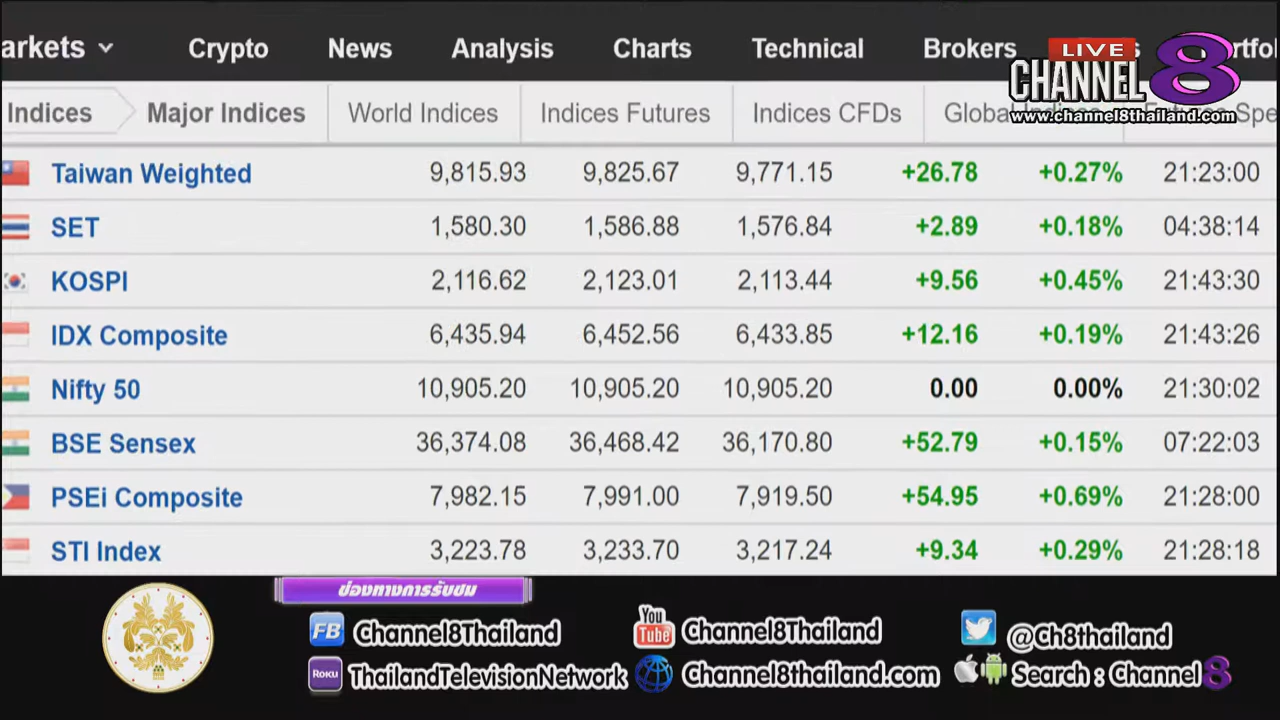 arkets Crypto News Analysis Charts Technical Brokers
LIVE
CHANNEL 8
www.channel8thailand.com
Indices Major Indices World Indices Indices Futures Indices CFDs Global Indices
Taiwan Weighted 9,815.93 9,825.67 9,771.15 +26.78 +0.27% 21:23:00
SET 1,580.30 1,586.88 1,576.84 +2.89 +0.18% 04:38:14
KOSPI 2,116.62 2,123.01 2,113.44 +9.56 +0.45% 21:43:30
IDX Composite 6,435.94 6,452.56 6,433.85 +12.16 +0.19% 21:43:26
Nifty 50 10,905.20 10,905.20 10,905.20 0.00 0.00% 21:30:02
BSE Sensex 36,374.08 36,468.42 36,170.80 +52.79 +0.15% 07:22:03
PSEi Composite 7,982.15 7,991.00 7,919.50 +54.95 +0.69% 21:28:00
STI Index 3,223.78 3,233.70 3,217.24 +9.34 +0.29% 21:28:18
ช่องทางการรับชม
FB Channel8Thailand You Tube Channel8Thailand @Ch8thailand
ROKU ThailandTelevisionNetwork Channel8thailand.com Search : Channel 8